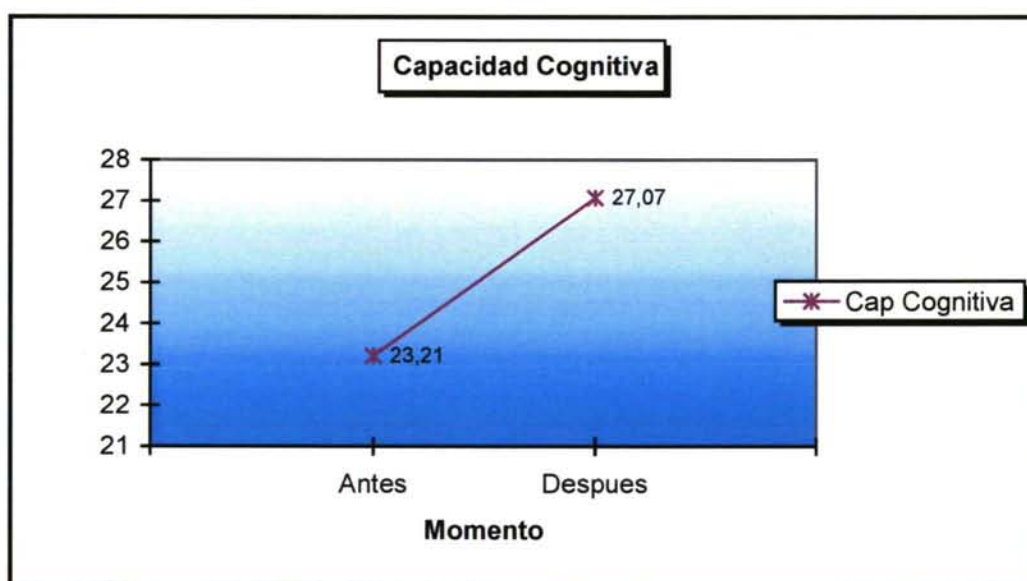 Capacidad Cognitiva
28
27
26
25
24
23
22
21
27,07
23,21
Cap Cognitiva
Antes Despues
Momento